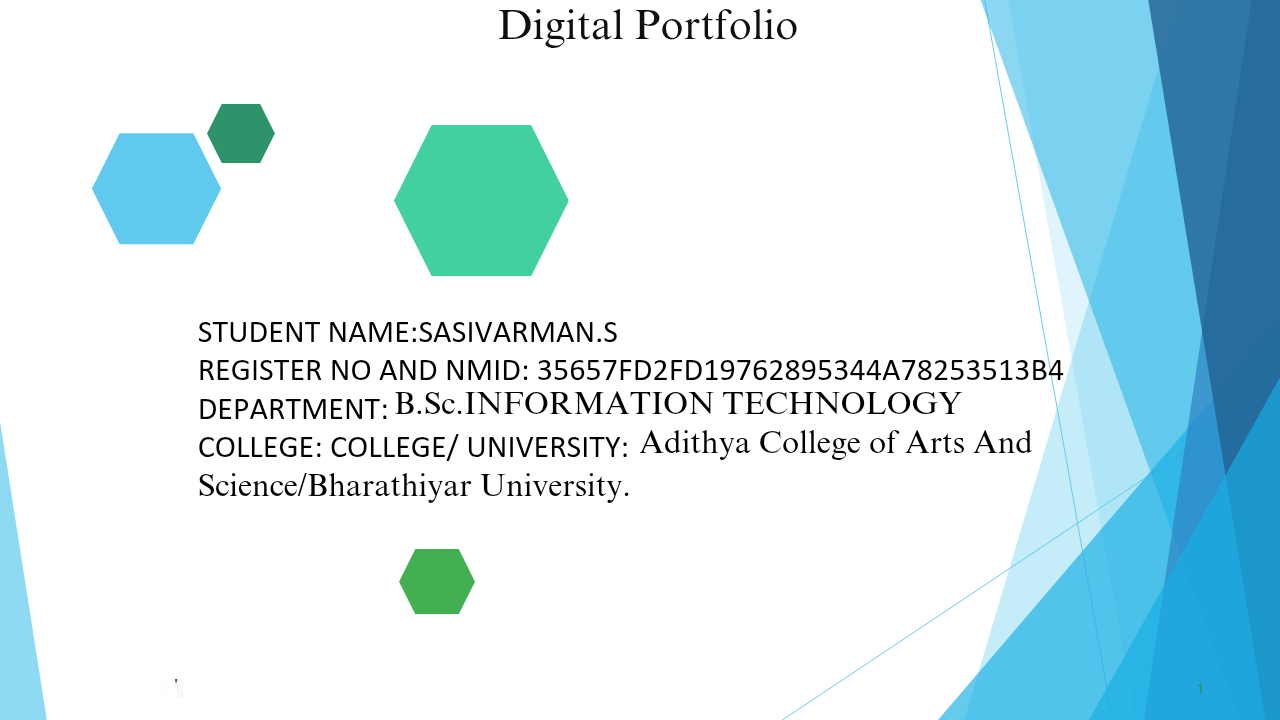 Digital Portfolio
STUDENT NAME:SASIVARMAN.S
REGISTER NO AND NMID: 35657FD2FD19762895344A78253513B4
DEPARTMENT: B.Sc.INFORMATION TECHNOLOGY
COLLEGE: COLLEGE/ UNIVERSITY: Adithya College of Arts And
Science/Bharathiyar University.
1